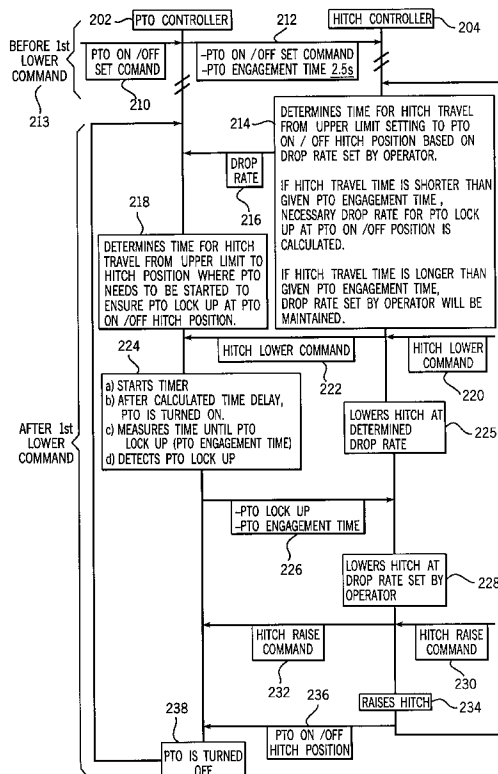 202
PTO CONTROLLER
212
HITCH CONTROLLER
204
BEFORE 1st
LOWER COMMAND
213
PTO ON /OFF
SET COMAND
210
-PTO ON /OFF SET COMMAND
-PTO ENGAGEMENT TIME 2.5s
214
DETERMINES TIME FOR HITCH TRAVEL
FROM UPPER LIMIT SETTING TO PTO
ON / OFF HITCH POSITION BASED ON
DROP RATE SET BY OPERATOR.
IF HITCH TRAVEL TIME IS SHORTER THAN
GIVEN PTO ENGAGEMENT TIME,
NECESSARY DROP RATE FOR PTO LOCK
UP AT PTO ON /OFF POSITION IS
CALCULATED.
IF HITCH TRAVEL TIME IS LONGER THAN
GIVEN PTO ENGAGEMENT TIME,
DROP RATE SET BY OPERATOR WILL BE
MAINTAINED.
DROP
RATE
216
218
DETERMINES TIME FOR HITCH
TRAVEL FROM UPPER LIMIT TO
HITCH POSITION WHERE PTO
NEEDS TO BE STARTED TO
ENSURE PTO LOCK UP AT PTO
ON /OFF HITCH POSITION.
HITCH LOWER COMMAND
222
HITCH LOWER
COMMAND
220
224
a) STARTS TIMER
b) AFTER CALCULATED TIME DELAY,
PTO IS TURNED ON.
c) MEASURES TIME UNTIL PTO
LOCK UP (PTO ENGAGEMENT TIME)
d) DETECTS PTO LOCK UP
AFTER 1st
LOWER
COMMAND
LOWERS HITCH AT
DETERMINED
DROP RATE
225
-PTO LOCK UP
-PTO ENGAGEMENT TIME
226
LOWERS HITCH AT
DROP RATE SET BY
OPERATOR
228
HITCH RAISE
COMMAND
232
HITCH RAISE
COMMAND
230
236
RAISES HITCH
234
238
PTO ON /OFF
HITCH POSITION
PTO IS TURNED
OFF